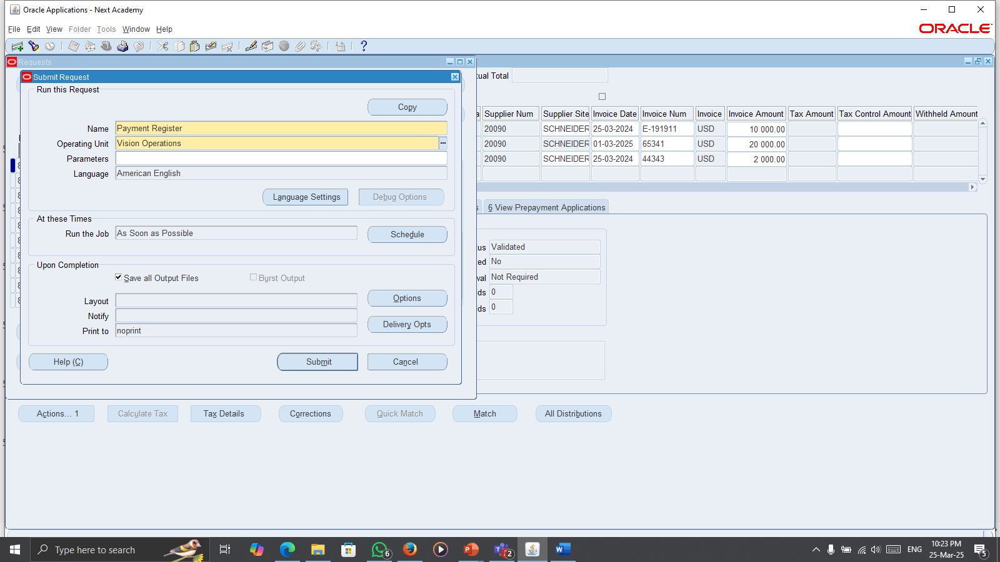 Oracle Applications - Next Academy
File Edit View Folder Tools Window Help
ORACLE
Requests
Submit Request
Run this Request
Copy
Name Payment Register
Operating Unit Vision Operations
Parameters
Language American English
Language Settings Debug Options
At these Times
Run the Job As Soon as Possible Schedule
Upon Completion
Save all Output Files Burst Output
Layout Options
Notify
Print to noprint Delivery Opts
Help (C) Submit Cancel
tual Total
Supplier Num Supplier Site Invoice Date Invoice Num Invoice Invoice Amount Tax Amount Tax Control Amount Withheld Amount
20090 SCHNEIDER 25-03-2024 E-191911 USD 10 000.00
20090 SCHNEIDER 01-03-2025 65341 USD 20 000.00
20090 SCHNEIDER 25-03-2024 44343 USD 2 000.00
6 View Prepayment Applications
us Validated
ed No
val Not Required
ds 0
ds 0
Actions... 1 Calculate Tax Tax Details Corrections Quick Match Match All Distributions
Type here to search
6
2
ENG
10:23 PM
25-Mar-25
5